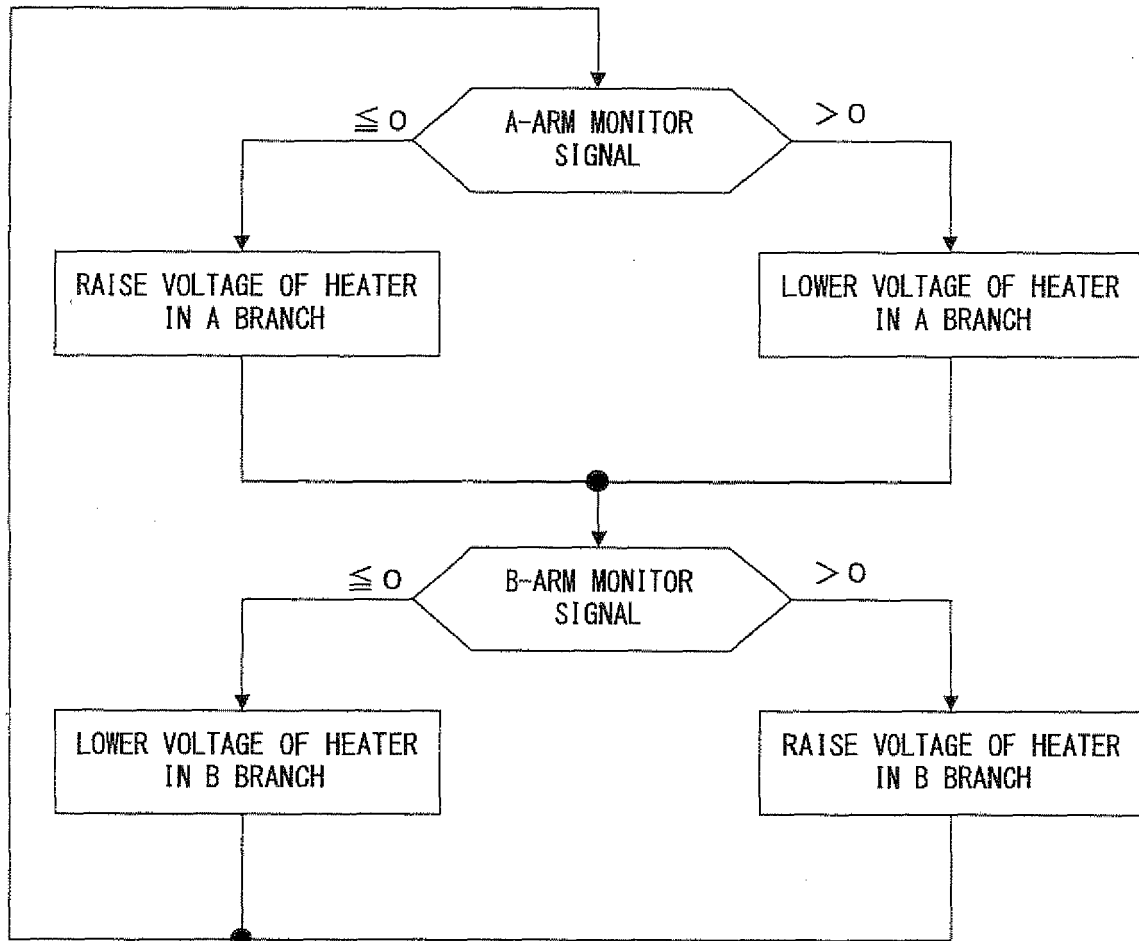 ≦ 0
A-ARM MONITOR
SIGNAL
> 0
RAISE VOLTAGE OF HEATER
IN A BRANCH
LOWER VOLTAGE OF HEATER
IN A BRANCH
≦ 0
B-ARM MONITOR
SIGNAL
> 0
LOWER VOLTAGE OF HEATER
IN B BRANCH
RAISE VOLTAGE OF HEATER
IN B BRANCH